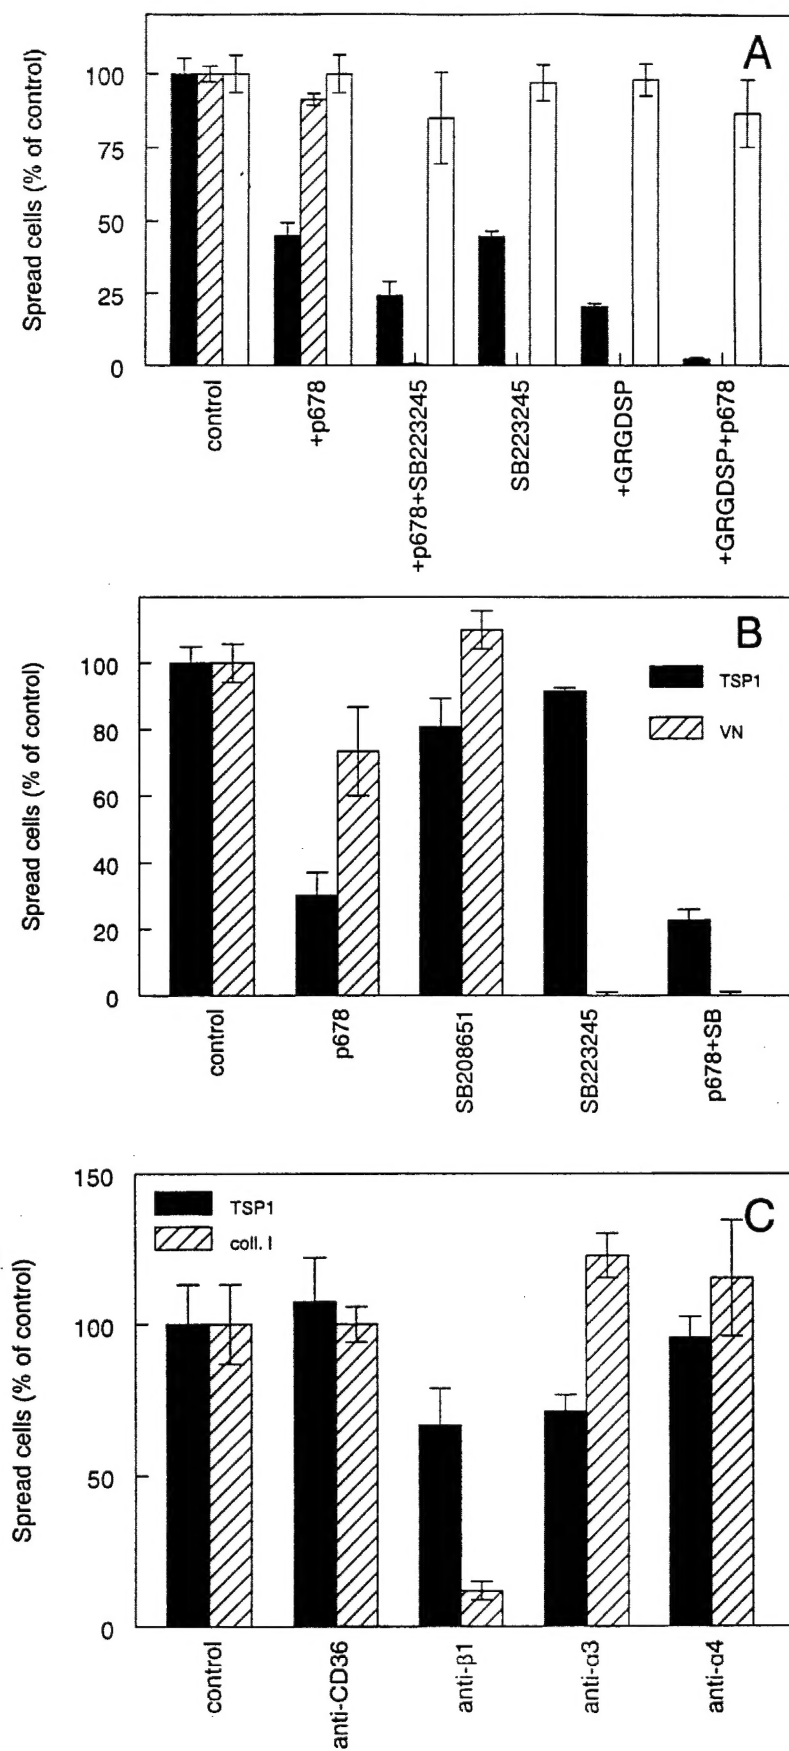 A
Spread cells (% of control)
100
75
50
25
0
control
+p678
+p678+SB223245
SB223245
+GRGDSP
+GRGDSP+p678
B
TSP1
VN
Spread cells (% of control)
100
80
60
40
20
0
control
p678
SB208651
SB223245
p678+SB
C
TSP1
coll. I
Spread cells (% of control)
150
100
50
0
control
anti-CD36
anti-β1
anti-α3
anti-α4